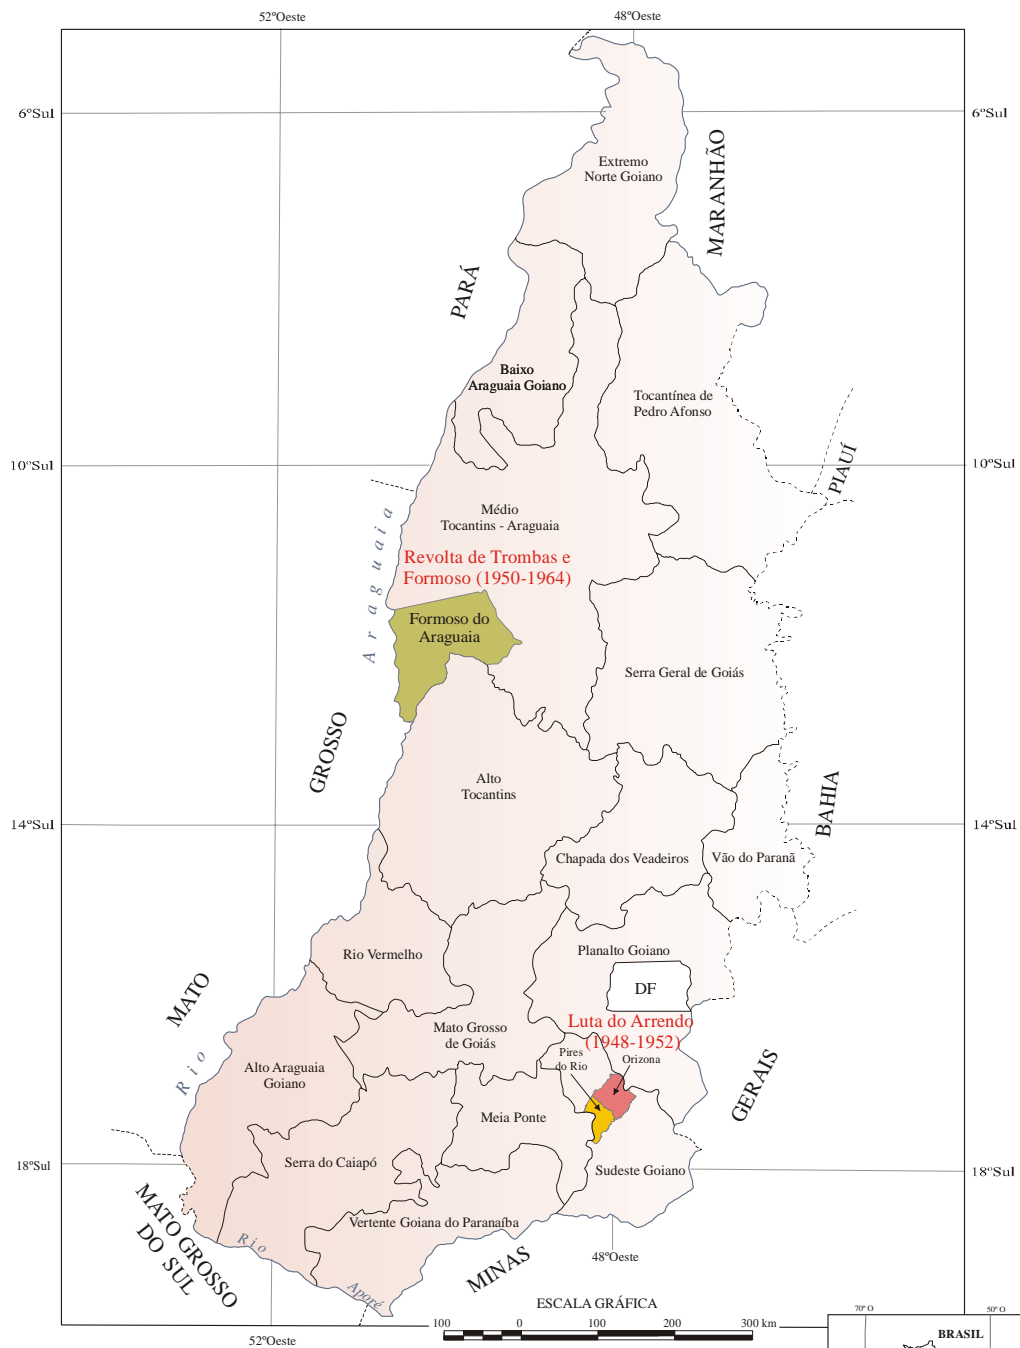 52ºOeste
48ºOeste
6ºSul
6ºSul
MARANHÃO
Extremo
Norte Goiano
PARÁ
Baixo
Araguaia Goiano
Tocantínea de
Pedro Afonso
PIAUÍ
10ºSul
10ºSul
Médio
Tocantins - Araguaia
Araguaia
Revolta de Trombas e
Formoso (1950-1964)
Formoso do
Araguaia
Serra Geral de Goiás
GROSSO
Alto
Tocantins
BAHIA
14ºSul
14ºSul
Chapada dos Veadeiros
Vão do Paranã
Rio Vermelho
Planalto Goiano
DF
MATO
Luta do Arrendo
(1948-1952)
Mato Grosso
de Goiás
Pires
do Rio
Orizona
Rio
Alto Araguaia
Goiano
GERAIS
Meia Ponte
Serra do Caiapó
Sudeste Goiano
18ºSul
18ºSul
MATO GROSSO
DO SUL
Vertente Goiana do Paranaíba
Rio
Aporé
MINAS
48ºOeste
ESCALA GRÁFICA
100 0 100 200 300 km
52ºOeste
70º O
50º O
BRASIL